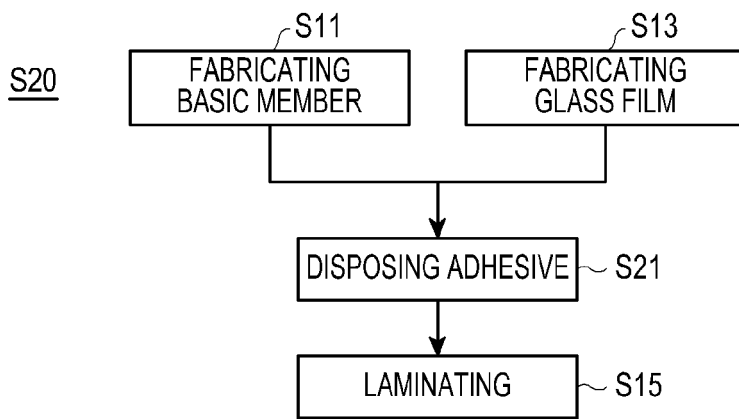 S11
S13
S20
FABRICATING
BASIC MEMBER
FABRICATING
GLASS FILM
DISPOSING ADHESIVE
S21
LAMINATING
S15